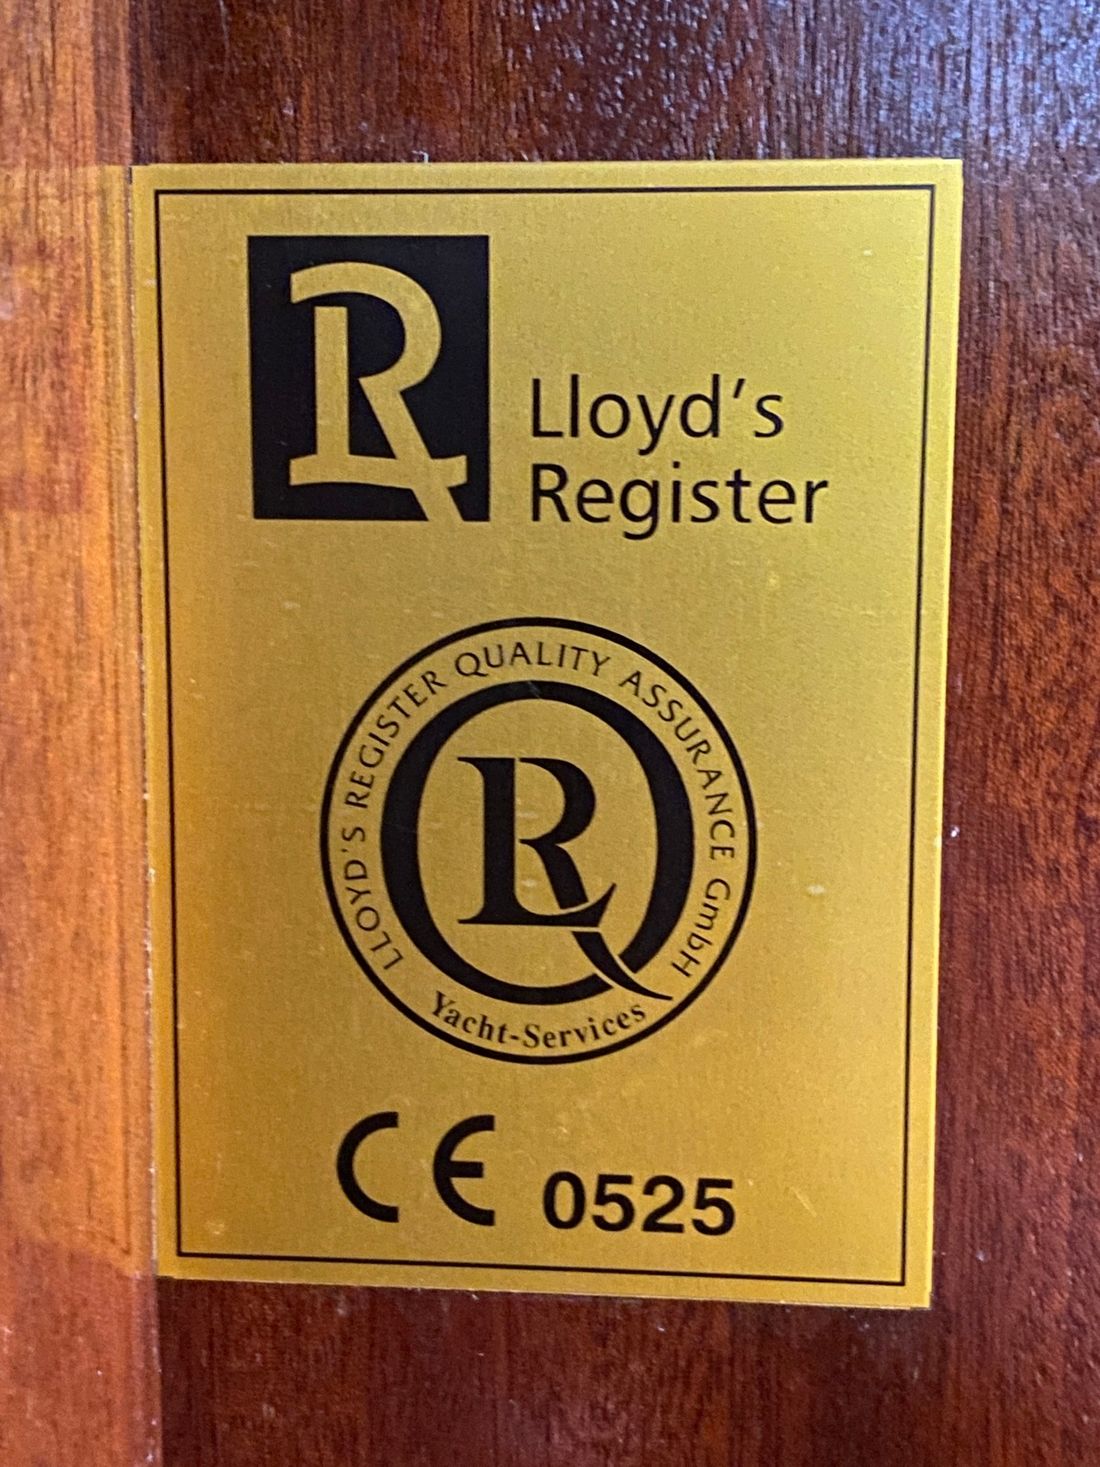 LR
Lloyd's
Register
LLOYD'S REGISTER QUALITY ASSURANCE GmbH
LRQ
Yacht-Services
CE 0525